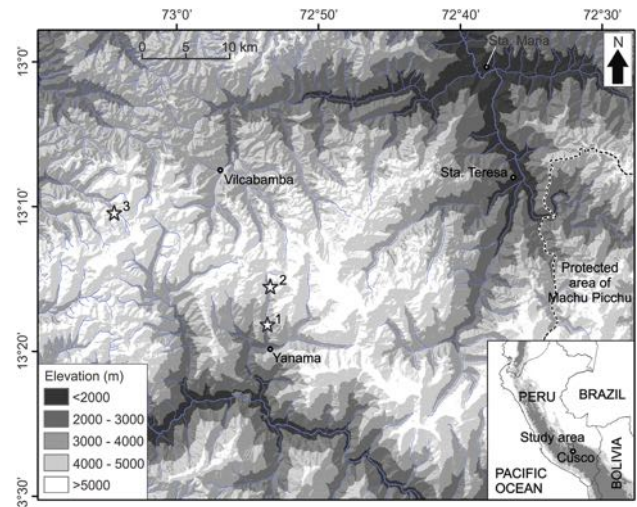 73°0'
72°50'
72°40'
72°30'
13°0'
0
5
10 km
Sta. Maria
N
Vilcabamba
Sta. Teresa
13°10'
3
Protected
area of
Machu Picchu
2
1
13°20'
Yanama
Elevation (m)
<2000
2000 - 3000
3000 - 4000
4000 - 5000
>5000
PERU
BRAZIL
Study area
Cusco
BOLIVIA
PACIFIC
OCEAN
3°30'